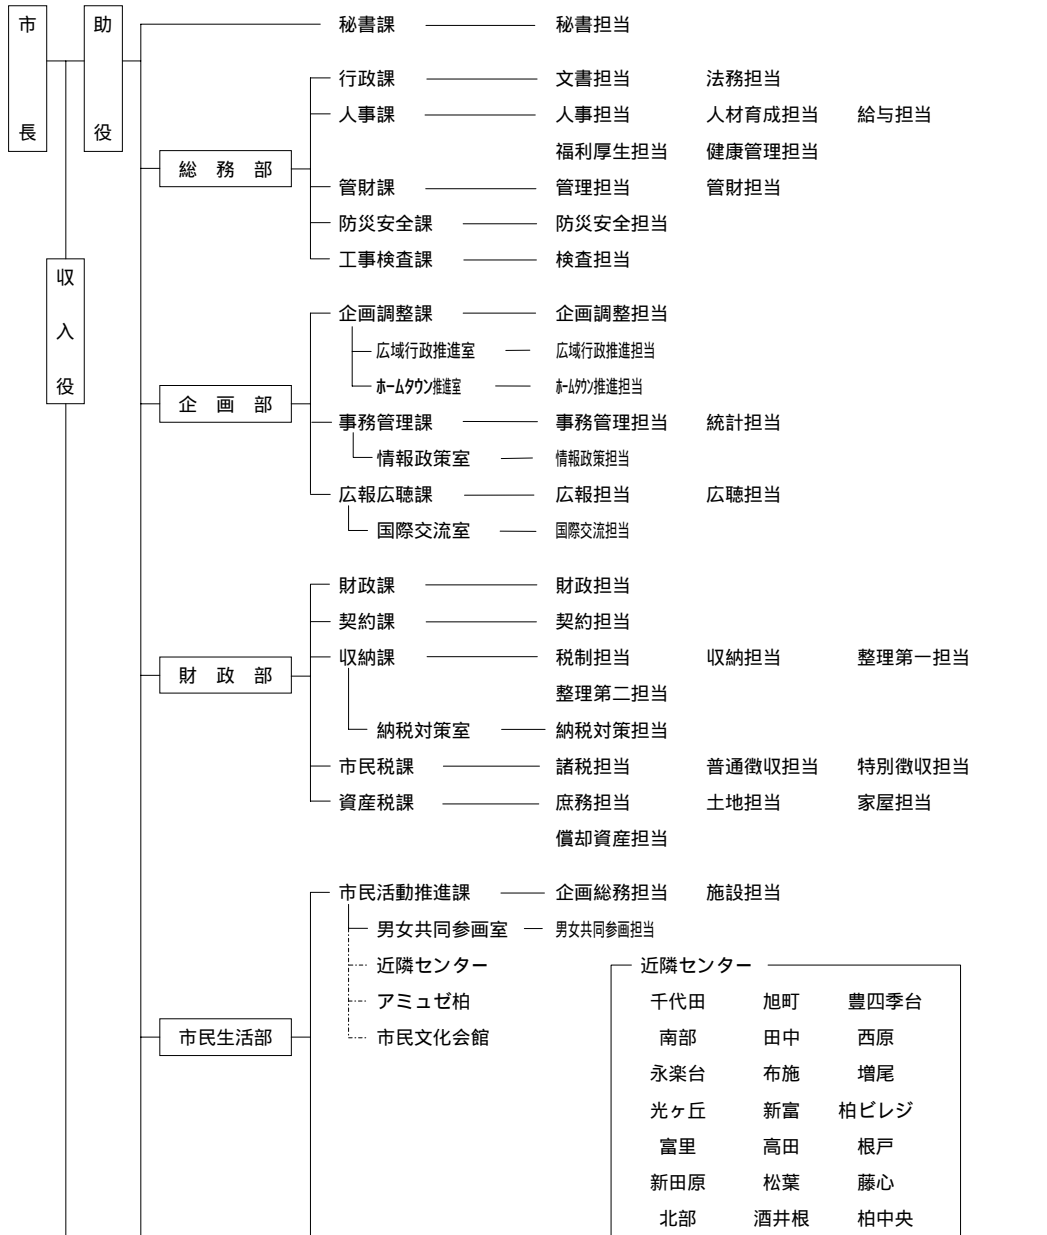 市長
助役
収入役
秘書課 秘書担当
総務部
行政課 文書担当 法務担当
人事課 人事担当 人材育成担当 給与担当
福利厚生担当 健康管理担当
管財課 管理担当 管財担当
防災安全課 防災安全担当
工事検査課 検査担当
企画部
企画調整課 企画調整担当
広域行政推進室 広域行政推進担当
ホームタウン推進室 ホームタウン推進担当
事務管理課 事務管理担当 統計担当
情報政策室 情報政策担当
広報広聴課 広報担当 広聴担当
国際交流室 国際交流担当
財政部
財政課 財政担当
契約課 契約担当
収納課 税制担当 収納担当 整理第一担当
整理第二担当
納税対策室 納税対策担当
市民税課 諸税担当 普通徴収担当 特別徴収担当
資産税課 庶務担当 土地担当 家屋担当
償却資産担当
市民生活部
市民活動推進課 企画総務担当 施設担当
男女共同参画室 男女共同参画担当
近隣センター
アミュゼ柏
市民文化会館
近隣センター
千代田 旭町 豊四季台
南部 田中 西原
永楽台 布施 増尾
光ヶ丘 新富 柏ビレジ
富里 高田 根戸
新田原 松葉 藤心
北部 酒井根 柏中央